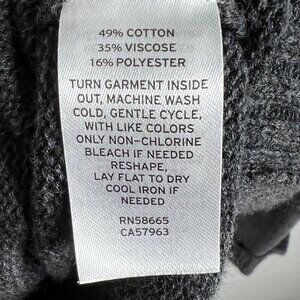 49% COTTON
35% VISCOSE
16% POLYESTER
TURN GARMENT INSIDE
OUT, MACHINE WASH
COLD, GENTLE CYCLE,
WITH LIKE COLORS
ONLY NON-CHLORINE
BLEACH IF NEEDED
RESHAPE,
LAY FLAT TO DRY
COOL IRON IF
NEEDED
RN58665
CA57963